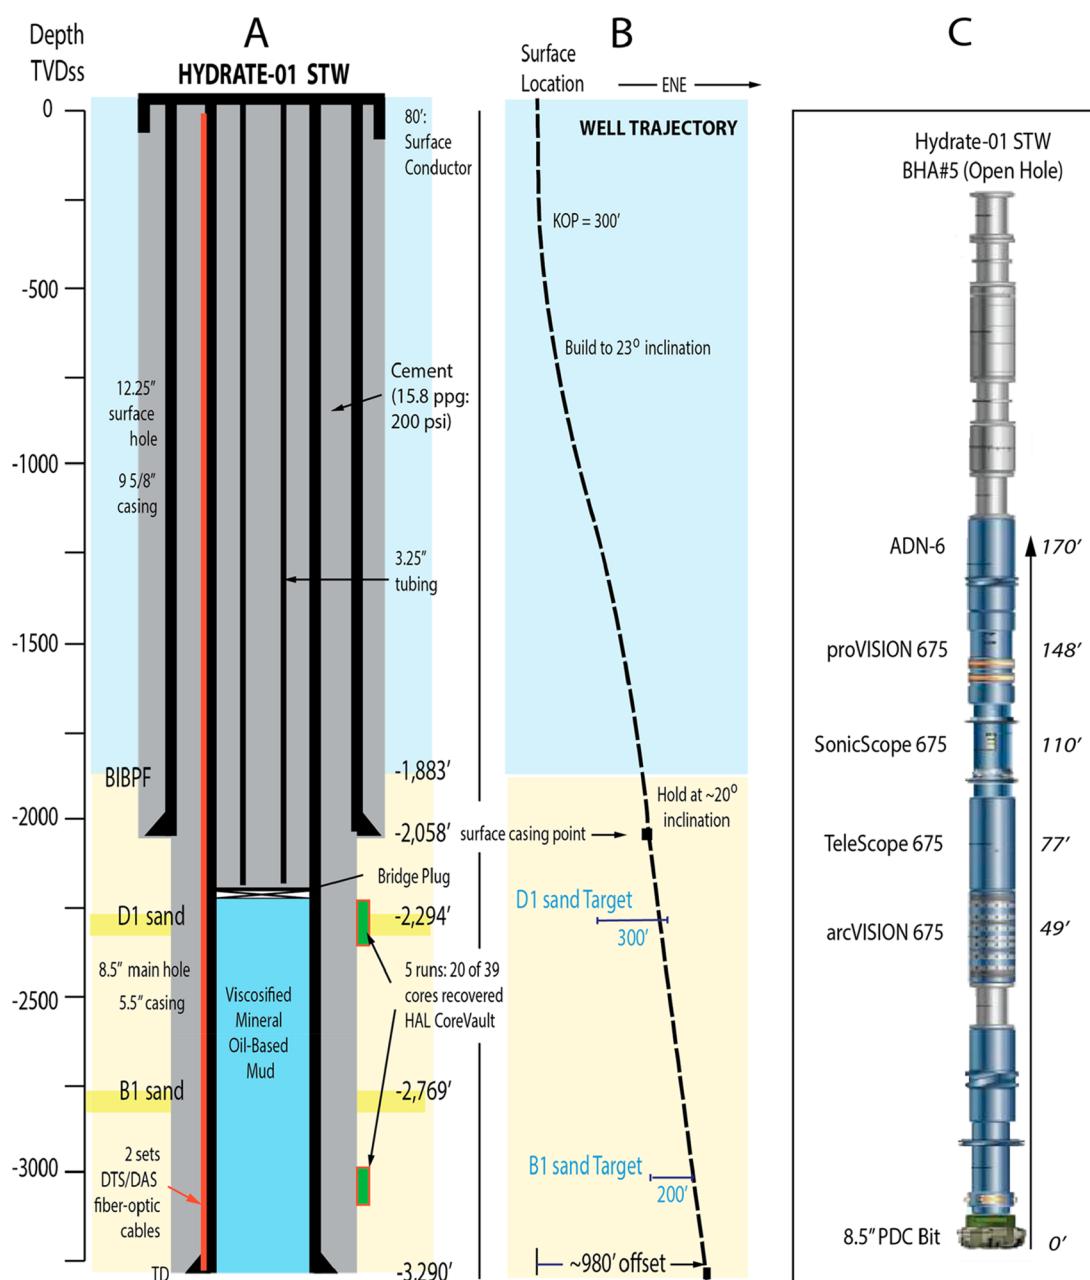 A
B
C
Depth
TVDss
HYDRATE-01 STW
0
-500
-1000
-1500
-2000
-2500
-3000
80':
Surface
Conductor
12.25"
surface
hole
9 5/8"
casing
Cement
(15.8 ppg:
200 psi)
3.25"
tubing
BIBPF
-1,883'
-2,058'
Bridge Plug
D1 sand
-2,294'
8.5" main hole
5.5" casing
5 runs: 20 of 39
cores recovered
HAL CoreVault
Viscosified
Mineral
Oil-Based
Mud
B1 sand
-2,769'
2 sets
DTS/DAS
fiber-optic
cables
TD
-3,290'
Surface
Location
ENE
WELL TRAJECTORY
KOP = 300'
Build to 23° inclination
Hold at ~20°
inclination
surface casing point
D1 sand Target
300'
B1 sand Target
200'
~980' offset
Hydrate-01 STW
BHA#5 (Open Hole)
ADN-6 170'
proVISION 675 148'
SonicScope 675 110'
TeleScope 675 77'
arcVISION 675 49'
8.5" PDC Bit 0'